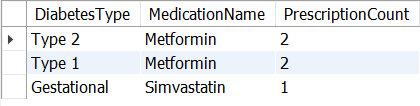 DiabetesType MedicationName PrescriptionCount
Type 2 Metformin 2
Type 1 Metformin 2
Gestational Simvastatin 1